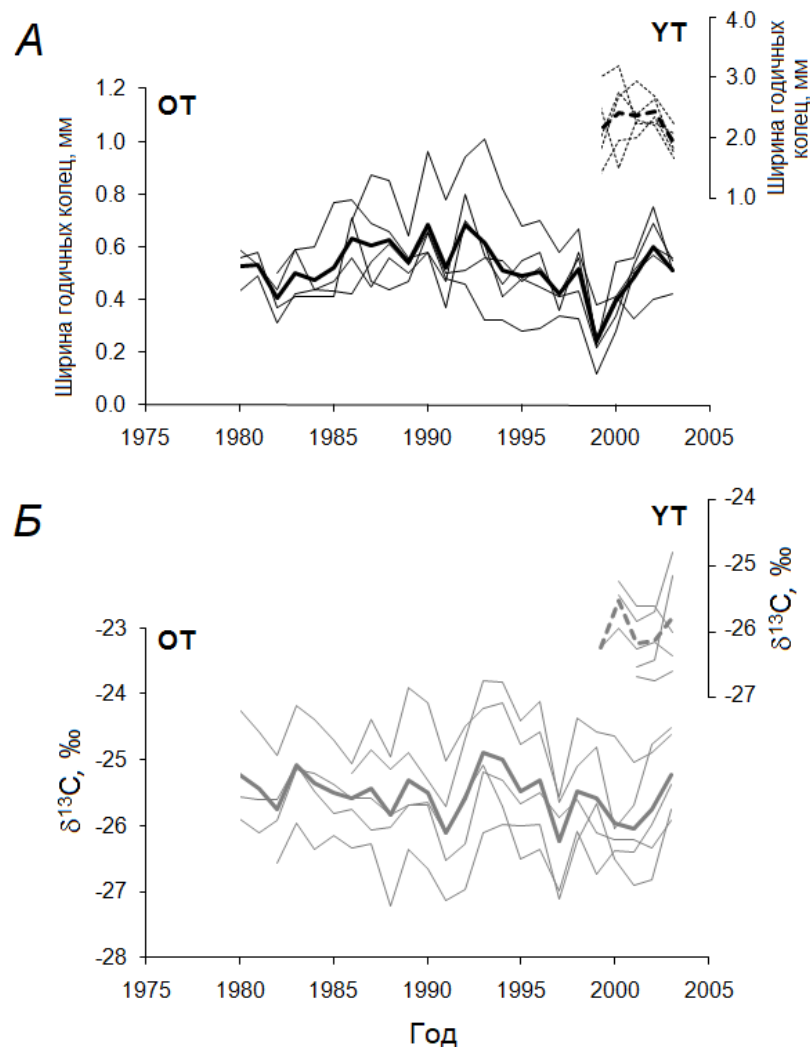 А
OT
YT
Ширина годичных колец, мм
1.2
1.0
0.8
0.6
0.4
0.2
0.0
4.0
3.0
2.0
1.0
Ширина годичных
колец, мм
1975 1980 1985 1990 1995 2000 2005
Б
OT
YT
δ¹³C, ‰
-23
-24
-25
-26
-27
-28
-24
-25
-26
-27
δ¹³C, ‰
1975 1980 1985 1990 1995 2000 2005
Год